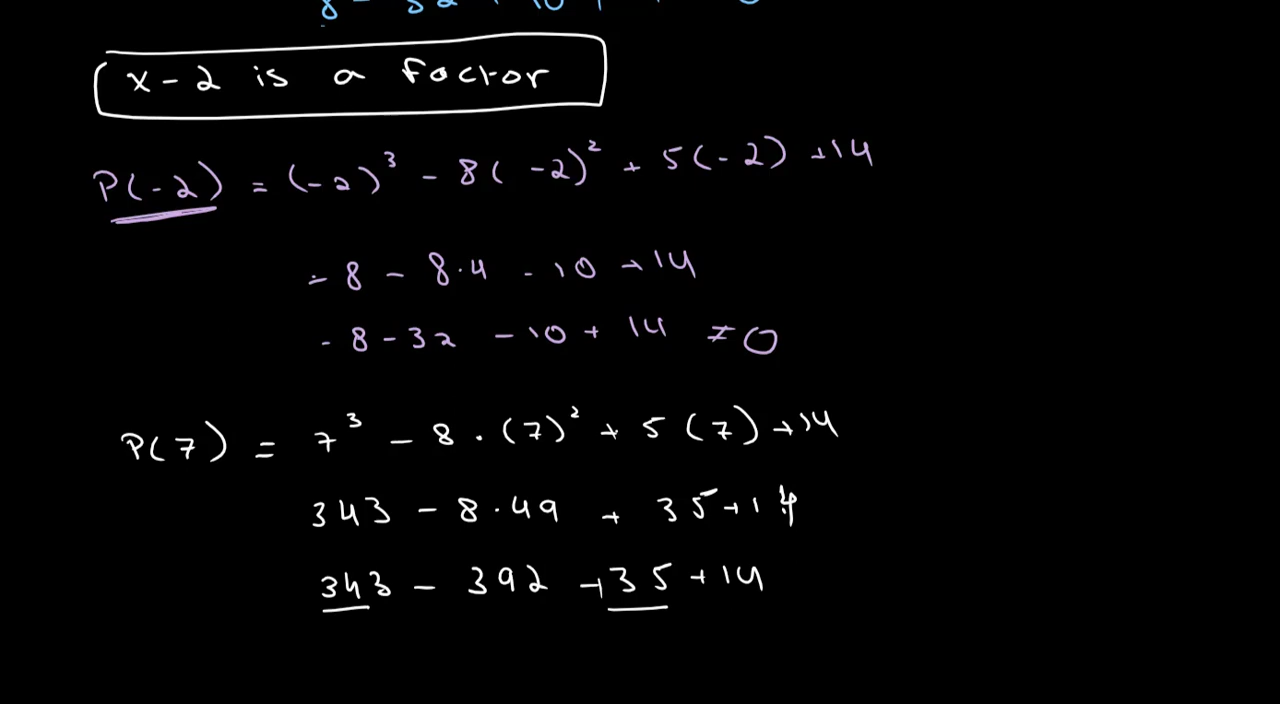 x - 2 is a factor
P(-2) = (-2)³ - 8(-2)² + 5(-2) +14
- 8 - 8·4 - 10 +14
- 8 - 32 - 10 + 14 ≠ 0
P(7) = 7³ - 8 · (7)² + 5 (7) +14
343 - 8·49 + 35 + 14
343 - 392 +35 + 14